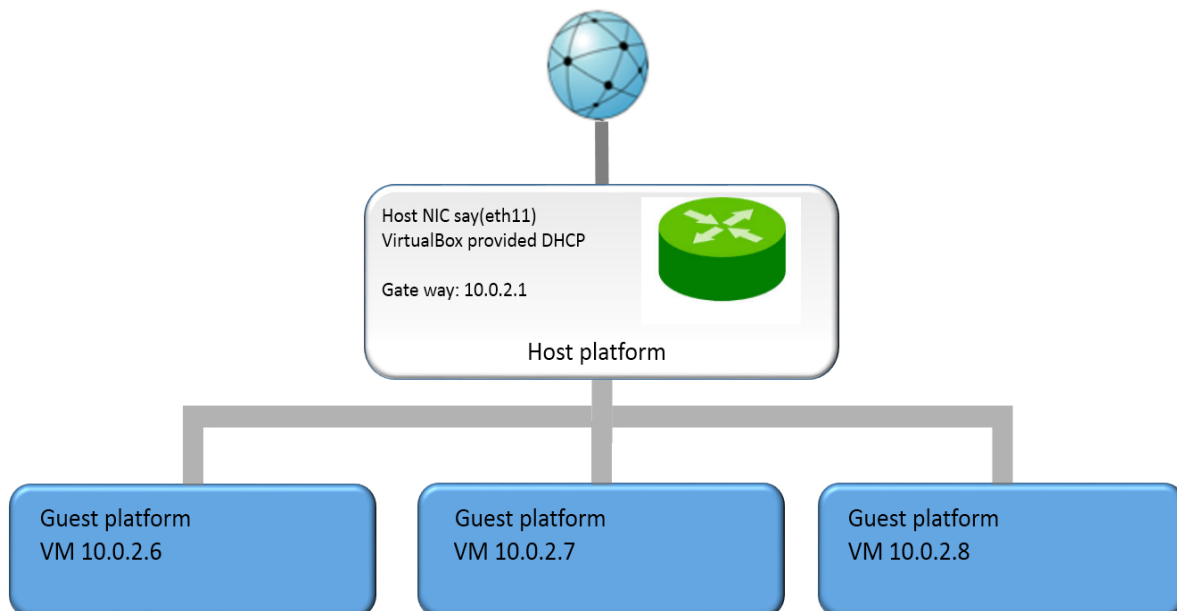 Host NIC say(eth11)
VirtualBox provided DHCP
Gate way: 10.0.2.1
Host platform
Guest platform
VM 10.0.2.6
Guest platform
VM 10.0.2.7
Guest platform
VM 10.0.2.8